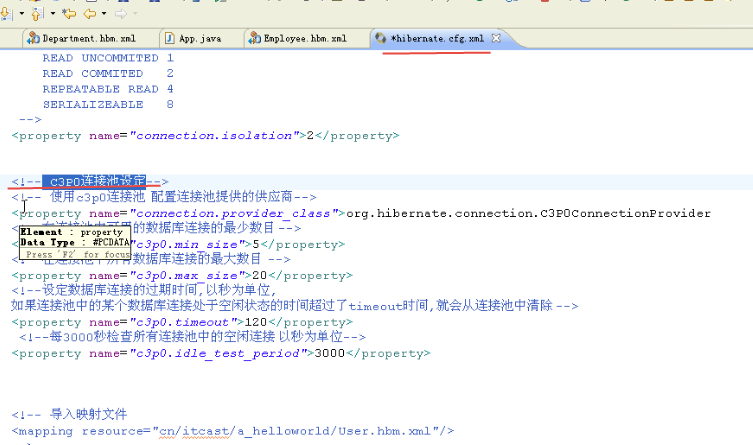 Department.hbm.xml App.java Employee.hbm.xml *hibernate.cfg.xml
READ UNCOMMITED 1
READ COMMITED 2
REPEATABLE READ 4
SERIALIZEABLE 8
-->
<property name="connection.isolation">2</property>
<!-- C3P0连接池设定-->
<!-- 使用c3p0连接池 配置连接池提供的供应商-->
<property name="connection.provider_class">org.hibernate.connection.C3P0ConnectionProvider
Element : property
Data Type : #PCDATA
Press 'F2' for focus
数据库连接的最少数目 -->
"c3p0.min_size">5</property>
数据库连接的最大数目 -->
<property name="c3p0.max_size">20</property>
<!--设定数据库连接的过期时间,以秒为单位,
如果连接池中的某个数据库连接处于空闲状态的时间超过了timeout时间,就会从连接池中清除 -->
<property name="c3p0.timeout">120</property>
<!--每3000秒检查所有连接池中的空闲连接 以秒为单位-->
<property name="c3p0.idle_test_period">3000</property>
<!-- 导入映射文件
<mapping resource="cn/itcast/a_helloworld/User.hbm.xml"/>